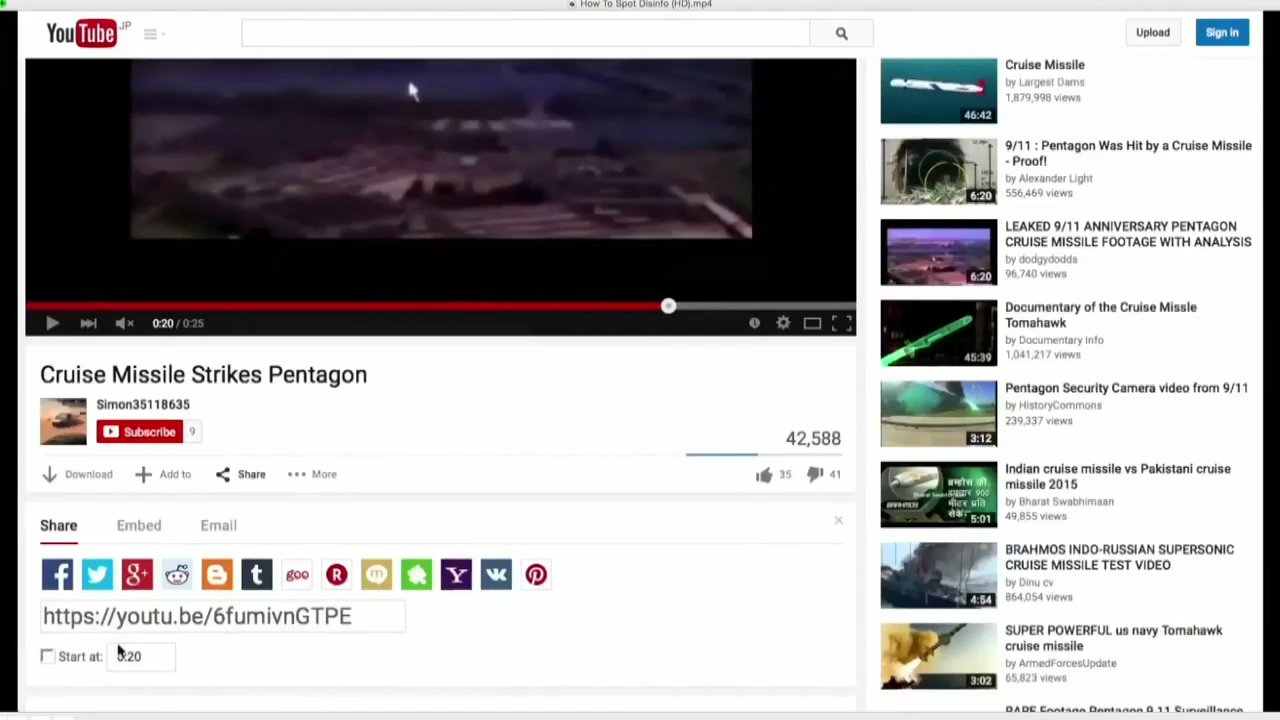 How To Spot Disinfo (HD).mp4
YouTube JP
Upload
Sign in
0:20 / 0:25
Cruise Missile Strikes Pentagon
Simon35118635
Subscribe 9
42,588
Download
Add to
Share
More
35
41
Share
Embed
Email
goo
https://youtu.be/6fumivnGTPE
Start at:
Cruise Missile
by Largest Dams
1,879,998 views
46:42
9/11 : Pentagon Was Hit by a Cruise Missile
- Proof!
by Alexander Light
556,469 views
6:20
LEAKED 9/11 ANNIVERSARY PENTAGON
CRUISE MISSILE FOOTAGE WITH ANALYSIS
by dodgydodds
96,740 views
6:20
Documentary of the Cruise Missle
Tomahawk
by Documentary Info
1,041,217 views
45:39
Pentagon Security Camera video from 9/11
by HistoryCommons
239,337 views
3:12
Indian cruise missile vs Pakistani cruise
missile 2015
by Bharat Swabhimaan
49,855 views
5:01
BRAHMOS INDO-RUSSIAN SUPERSONIC
CRUISE MISSILE TEST VIDEO
by Dinu cv
864,054 views
4:54
SUPER POWERFUL us navy Tomahawk
cruise missile
by ArmedForcesUpdate
65,823 views
3:02
RARE Footage Pentagon 9 11 Surveillance